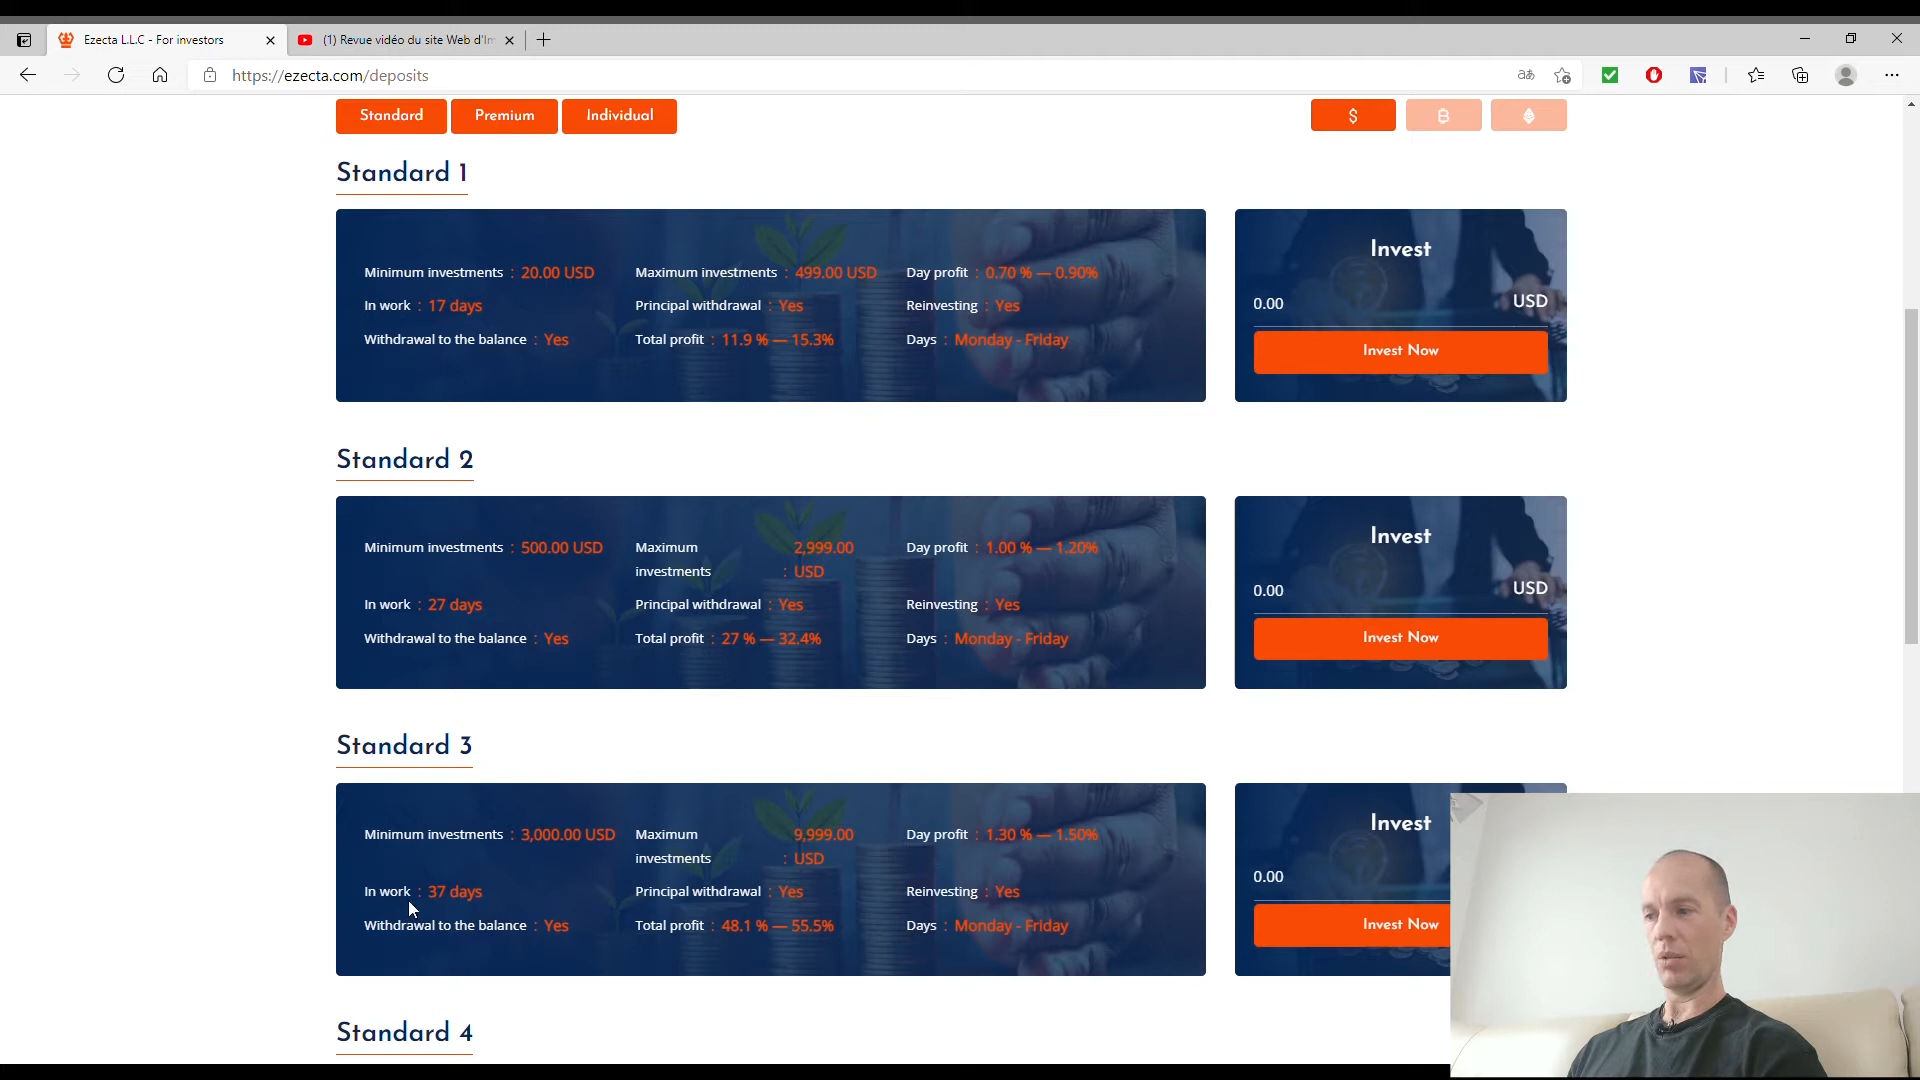 Ezecta L.L.C - For investors
(1) Revue vidéo du site Web d'Im
https://ezecta.com/deposits
Standard
Premium
Individual
$
Standard 1
Minimum investments : 20.00 USD
Maximum investments : 499.00 USD
Day profit : 0.70 % — 0.90%
In work : 17 days
Principal withdrawal : Yes
Reinvesting : Yes
Withdrawal to the balance : Yes
Total profit : 11.9 % — 15.3%
Days : Monday - Friday
Invest
0.00 USD
Invest Now
Standard 2
Minimum investments : 500.00 USD
Maximum investments : 2,999.00 USD
Day profit : 1.00 % — 1.20%
In work : 27 days
Principal withdrawal : Yes
Reinvesting : Yes
Withdrawal to the balance : Yes
Total profit : 27 % — 32.4%
Days : Monday - Friday
Invest
0.00 USD
Invest Now
Standard 3
Minimum investments : 3,000.00 USD
Maximum investments : 9,999.00 USD
Day profit : 1.30 % — 1.50%
In work : 37 days
Principal withdrawal : Yes
Reinvesting : Yes
Withdrawal to the balance : Yes
Total profit : 48.1 % — 55.5%
Days : Monday - Friday
Invest
0.00
Invest Now
Standard 4